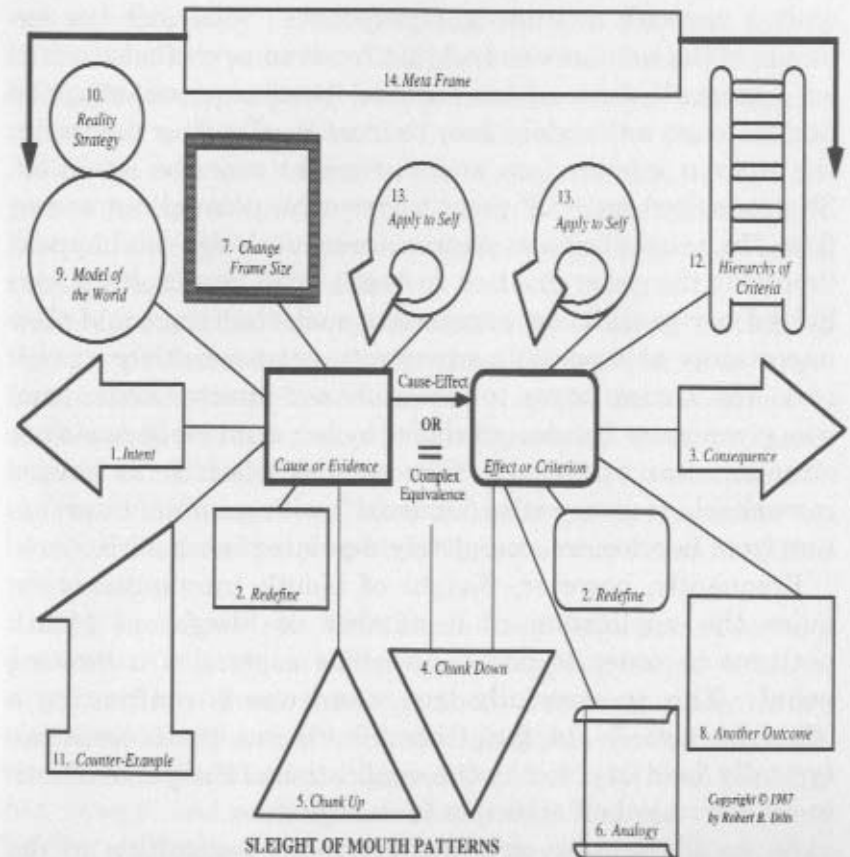 14. Meta Frame
10.
Reality
Strategy
9. Model of
the World
7. Change
Frame Size
13.
Apply to Self
13.
Apply to Self
12.
Hierarchy of
Criteria
1. Intent
Cause or Evidence
Cause-Effect
OR
=
Complex
Equivalence
Effect or Criterion
3. Consequence
2. Redefine
2. Redefine
4. Chunk Down
5. Chunk Up
11. Counter-Example
6. Analogy
8. Another Outcome
Copyright © 1987
by Robert B. Dilts
SLEIGHT OF MOUTH PATTERNS